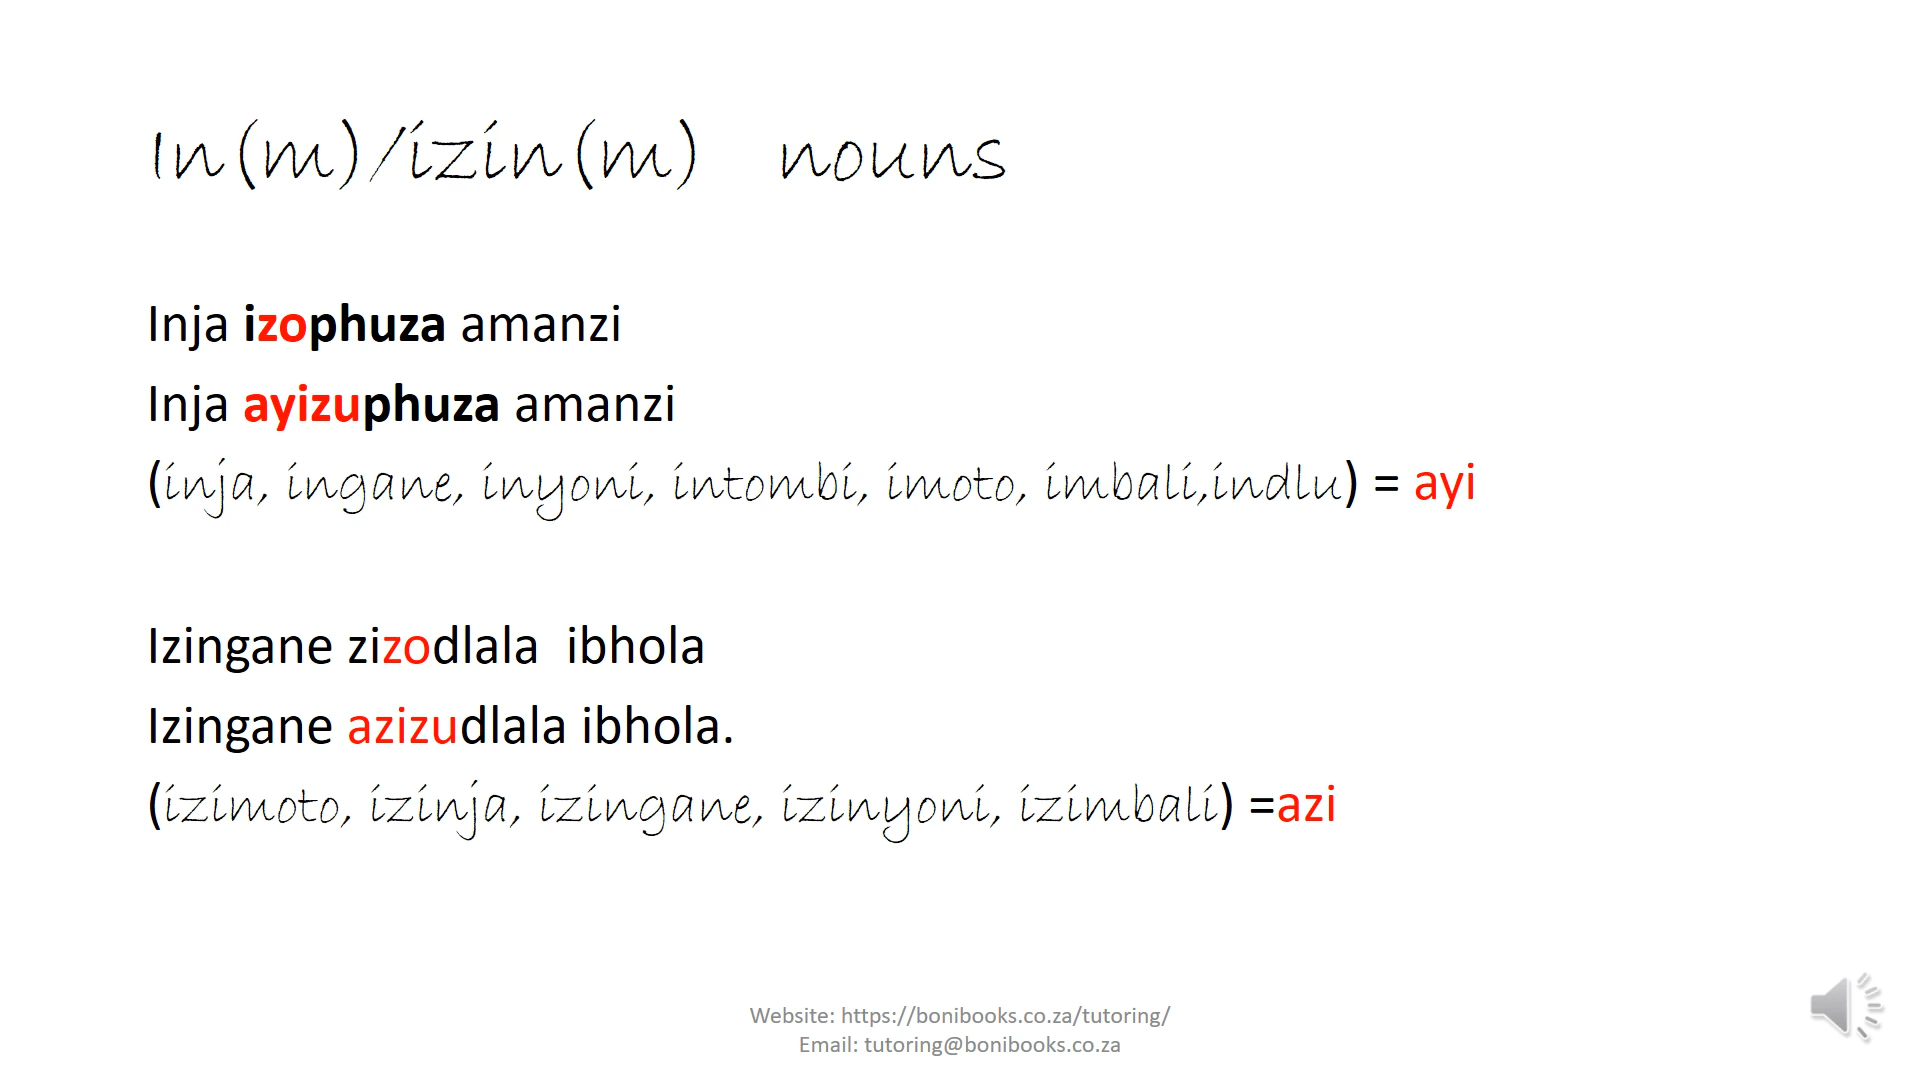 In(m)/izin(m) nouns
Inja izophuza amanzi
Inja ayizuphuza amanzi
(inja, ingane, inyoni, intombi, imoto, imbali,indlu) = ayi
Izingane zizodlala ibhola
Izingane azizudlala ibhola.
(izimoto, izinja, izingane, izinyoni, izimbali) =azi
Website: https://bonibooks.co.za/tutoring/
Email: tutoring@bonibooks.co.za